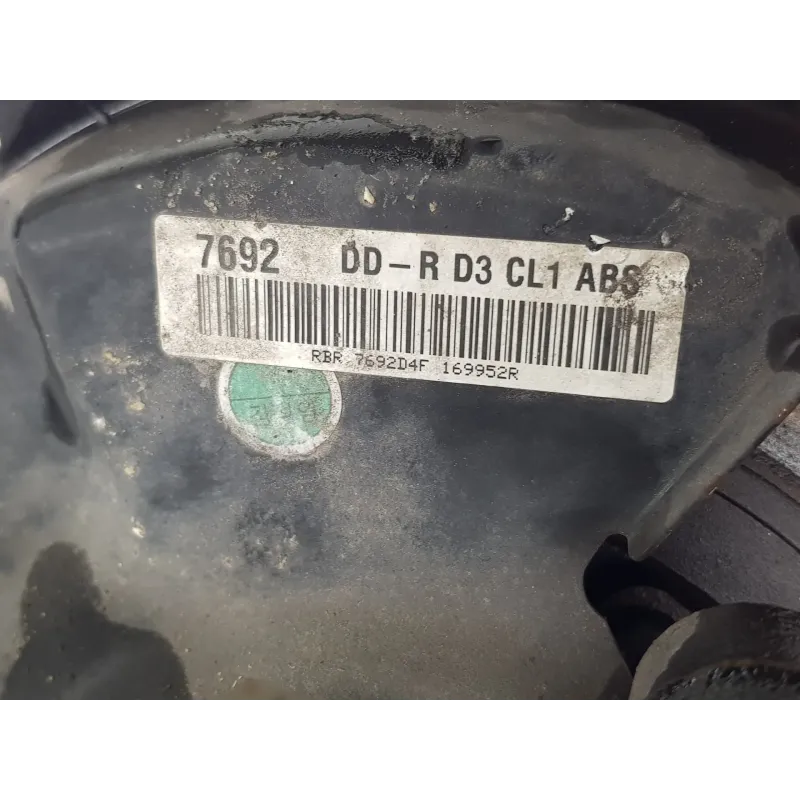 7692 DD-R D3 CL1 ABS
RBR 7692D4F 169952R